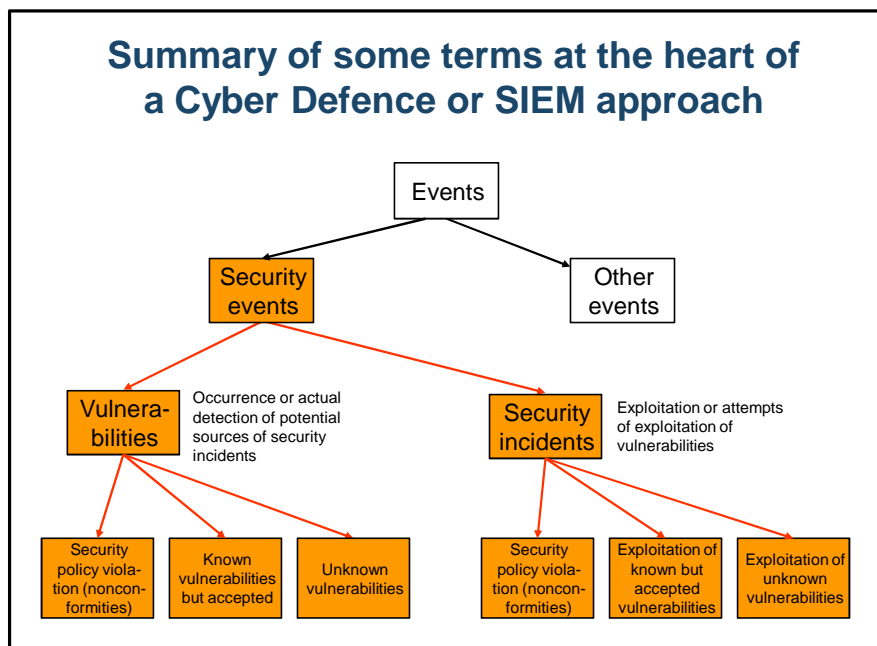 Summary of some terms at the heart of
a Cyber Defence or SIEM approach
Events
Security
events
Other
events
Vulnera-
bilities
Occurrence or actual
detection of potential
sources of security
incidents
Security
incidents
Exploitation or attempts
of exploitation of
vulnerabilities
Security
policy viola-
tion (noncon-
formities)
Known
vulnerabilities
but accepted
Unknown
vulnerabilities
Security
policy viola-
tion (noncon-
formities)
Exploitation of
known but
accepted
vulnerabilities
Exploitation of
unknown
vulnerabilities